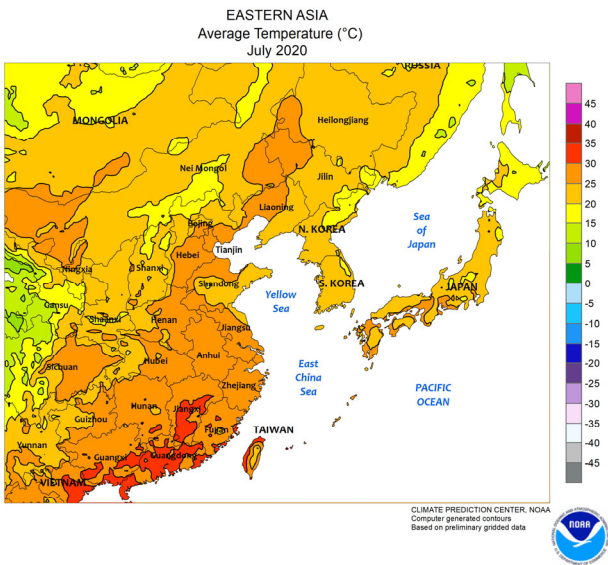 EASTERN ASIA
Average Temperature (°C)
July 2020
RUSSIA
MONGOLIA
Heilongjiang
Nei Mongol
Jilin
Liaoning
Bejing
N. KOREA
Sea
of
Japan
Hebei
Tianjin
Ningxia
Shanxi
Shandong
S. KOREA
JAPAN
Yellow
Sea
Gansu
Shaanxi
Henan
Jiangsu
Anhui
Hubei
Sichuan
East
China
Sea
Zhejiang
PACIFIC
OCEAN
Hunan
Jiangxi
Guizhou
Fujian
TAIWAN
Yunnan
Guangxi
Guangdong
VIETNAM
45
40
35
30
25
20
15
10
5
0
-5
-10
-15
-20
-25
-30
-35
-40
-45
CLIMATE PREDICTION CENTER, NOAA
Computer generated contours
Based on preliminary gridded data
NOAA